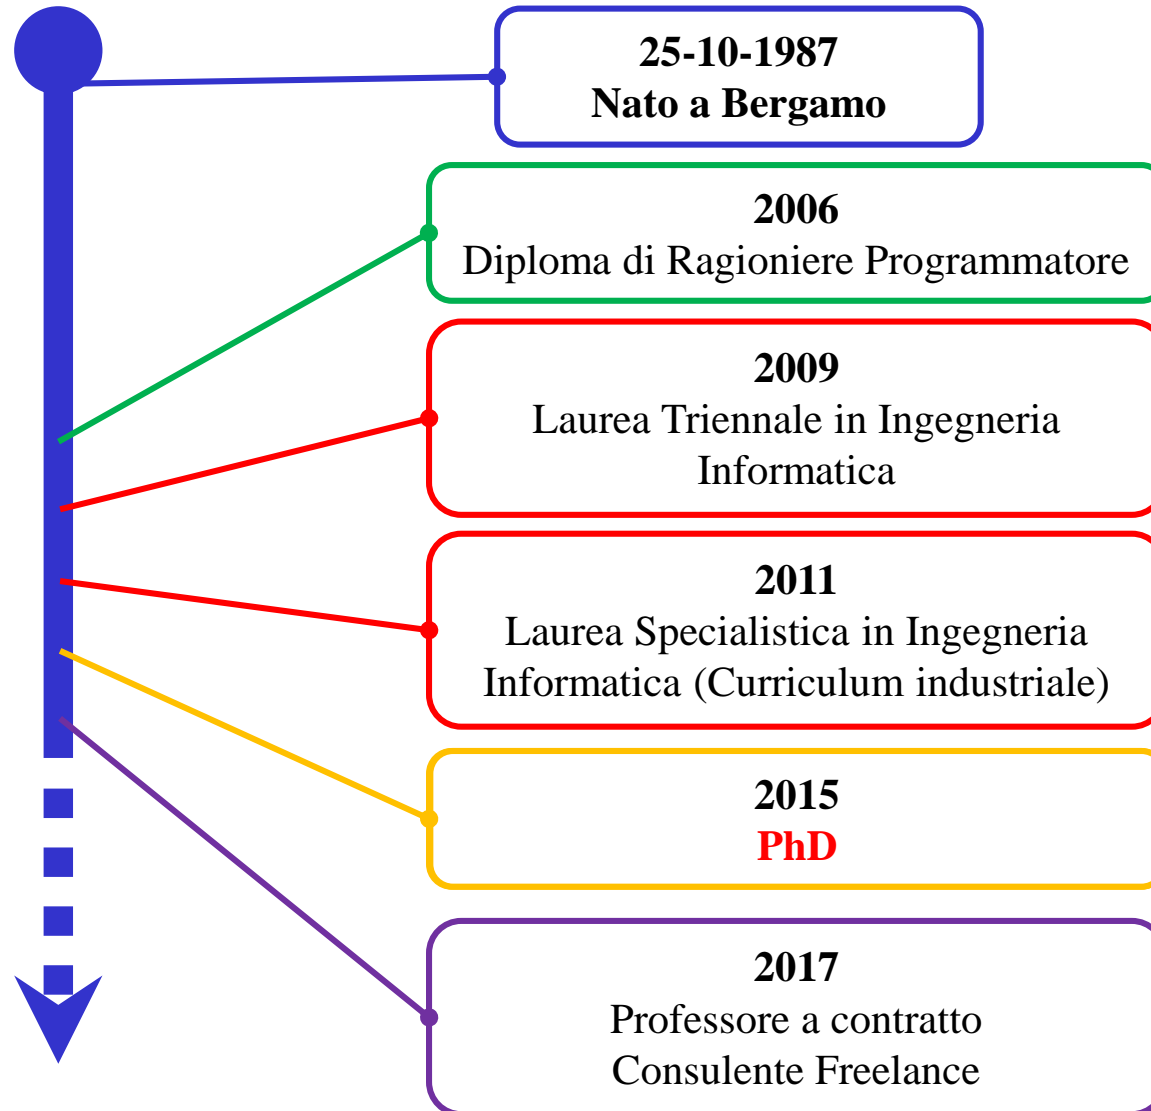 25-10-1987
Nato a Bergamo
2006
Diploma di Ragioniere Programmatore
2009
Laurea Triennale in Ingegneria
Informatica
2011
Laurea Specialistica in Ingegneria
Informatica (Curriculum industriale)
2015
PhD
2017
Professore a contratto
Consulente Freelance